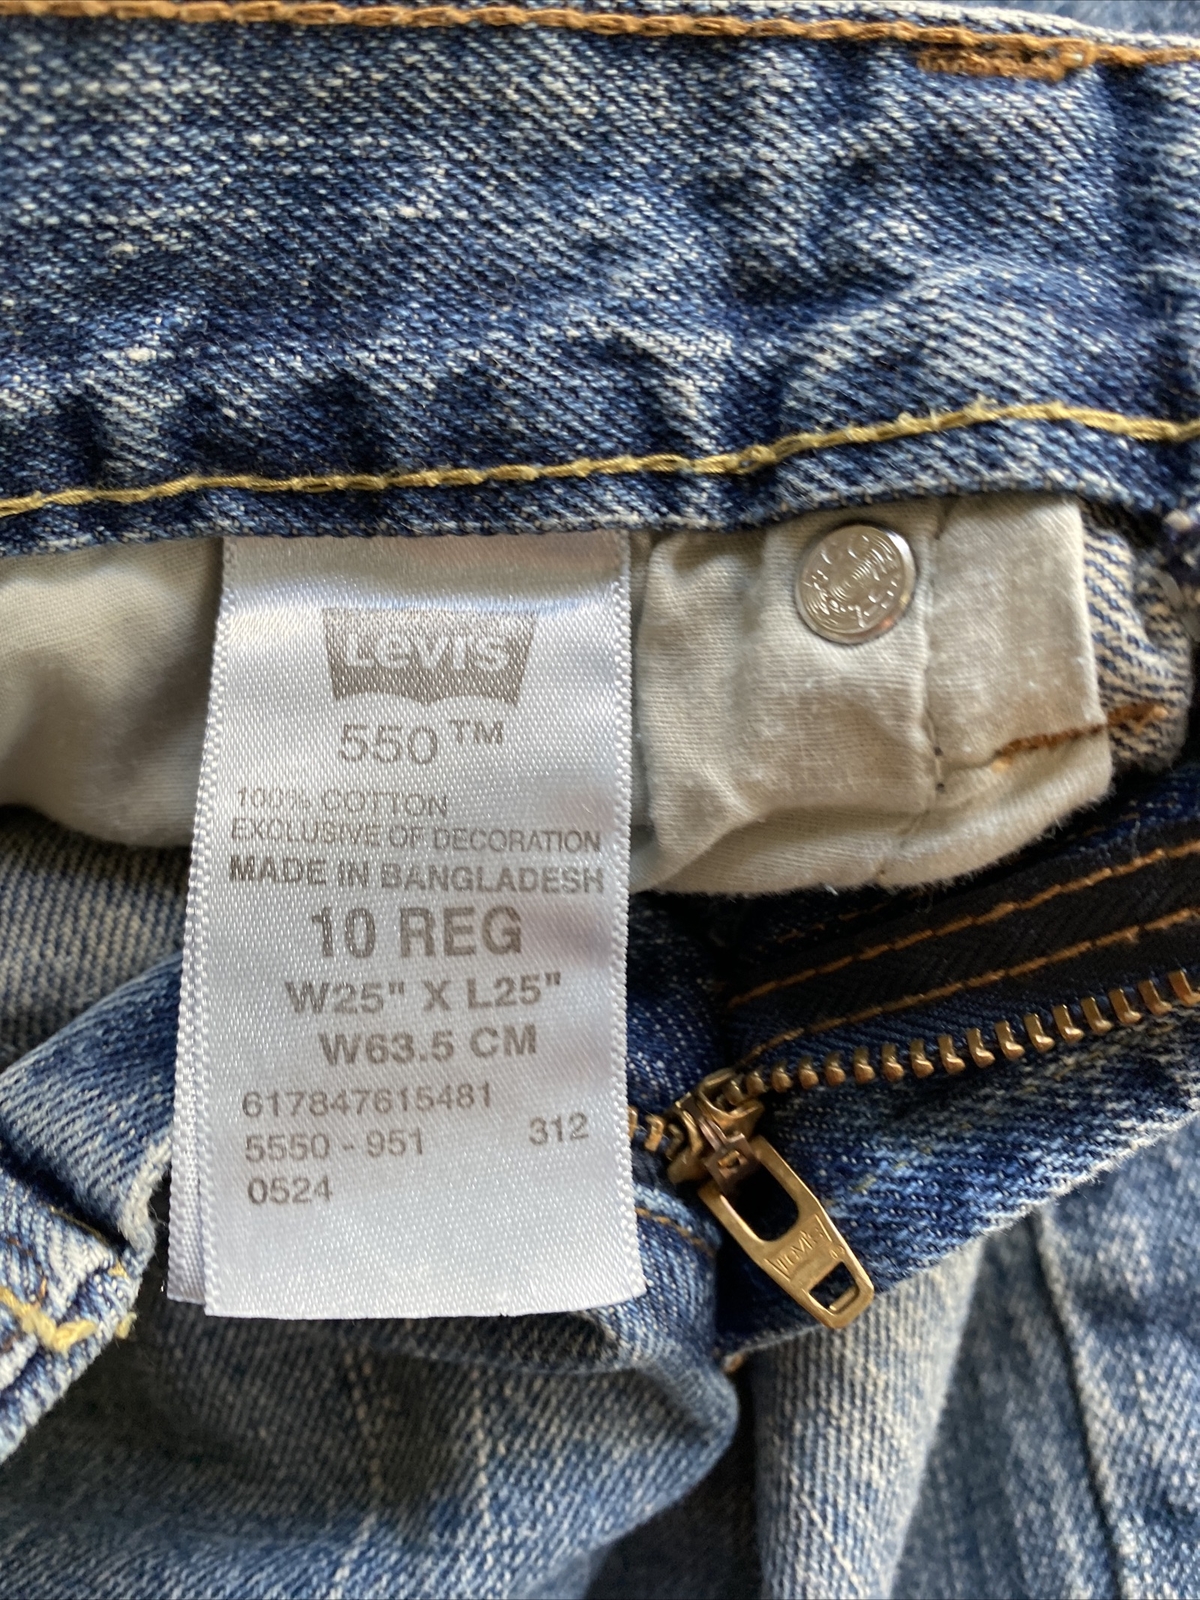 Levi's
550™
100% COTTON
EXCLUSIVE OF DECORATION
MADE IN BANGLADESH
10 REG
W25" X L25"
W63.5 CM
617847615481
5550 - 951 312
0524
Levi's